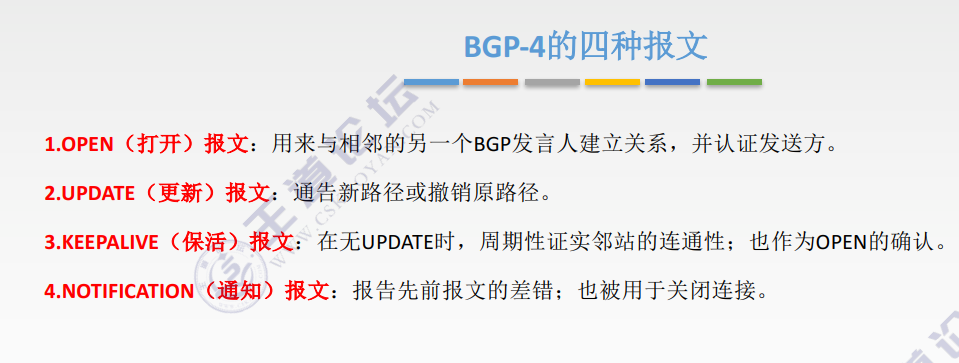 BGP-4的四种报文
1.OPEN（打开）报文：用来与相邻的另一个BGP发言人建立关系，并认证发送方。
2.UPDATE（更新）报文：通告新路径或撤销原路径。
3.KEEPALIVE（保活）报文：在无UPDATE时，周期性证实邻站的连通性；也作为OPEN的确认。
4.NOTIFICATION（通知）报文：报告先前报文的差错；也被用于关闭连接。
王道论坛
WWW.CSKAOYAN.COM